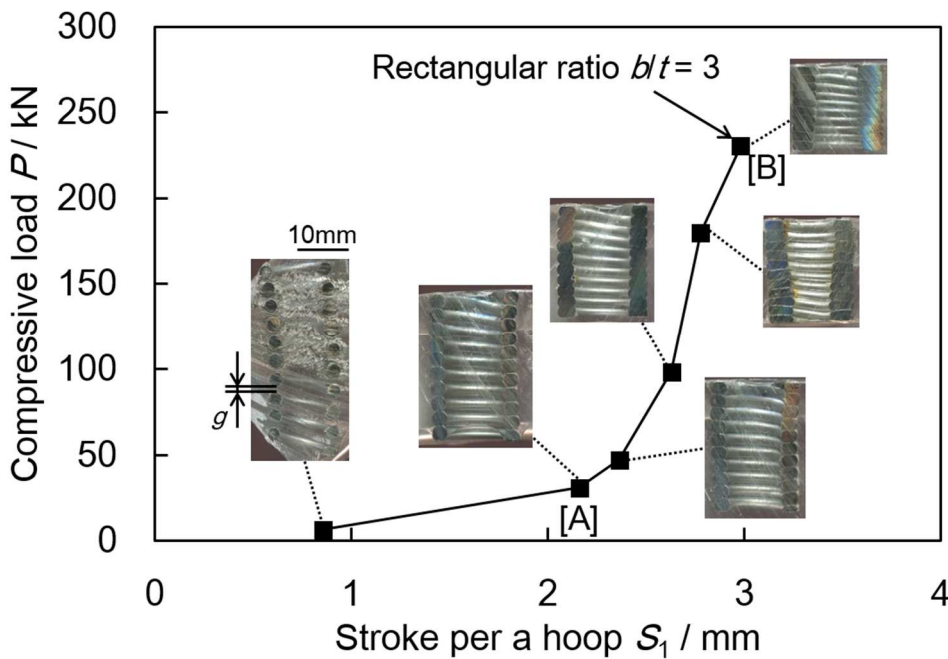 300
250
200
150
100
50
0
Compressive load P / kN
Rectangular ratio b/t = 3
[B]
10mm
g
[A]
0 1 2 3 4
Stroke per a hoop S₁ / mm